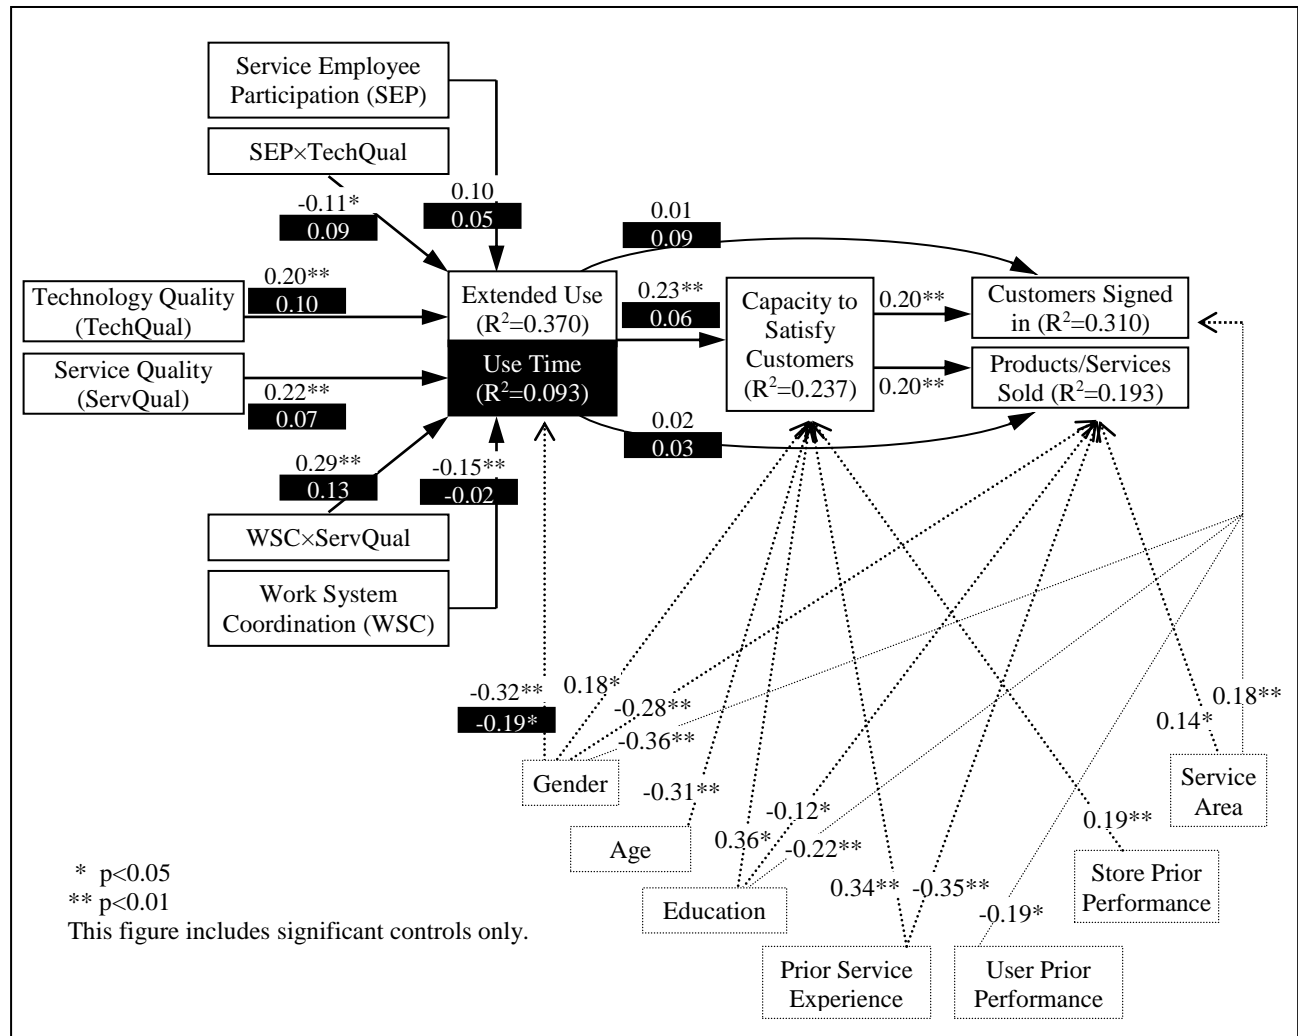 Service Employee
Participation (SEP)
SEP×TechQual
-0.11*
0.09
0.10
0.05
0.01
0.09
Technology Quality
(TechQual)
0.20**
0.10
Extended Use
(R²=0.370)
Use Time
(R²=0.093)
0.23**
0.06
Capacity to
Satisfy
Customers
(R²=0.237)
0.20**
0.20**
Customers Signed
in (R²=0.310)
Products/Services
Sold (R²=0.193)
Service Quality
(ServQual)
0.22**
0.07
0.02
0.03
0.29**
0.13
-0.15**
-0.02
WSC×ServQual
Work System
Coordination (WSC)
-0.32**
-0.19*
0.18*
-0.28**
-0.36**
0.18**
0.14*
Gender
Service
Area
-0.31**
-0.12*
0.36*
-0.22**
0.19**
Age
Store Prior
Performance
0.34**
-0.35**
-0.19*
Education
Prior Service
Experience
User Prior
Performance
* p<0.05
** p<0.01
This figure includes significant controls only.